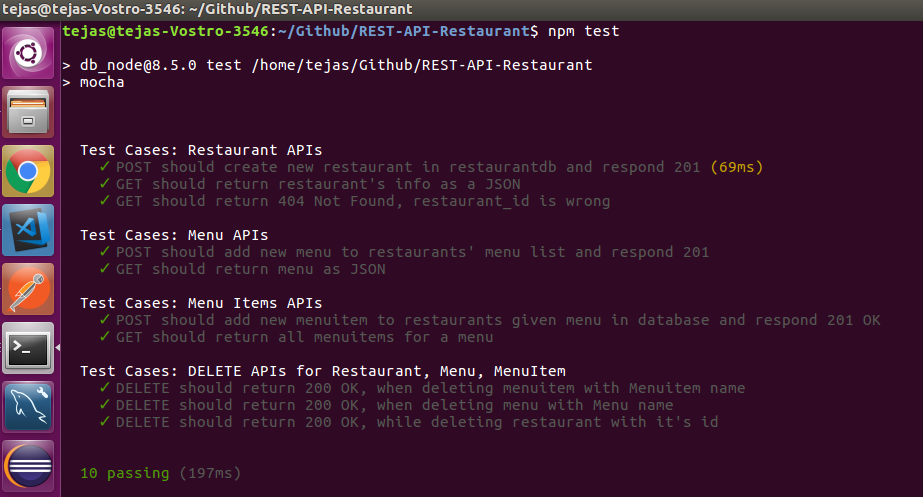 tejas@tejas-Vostro-3546: ~/Github/REST-API-Restaurant
tejas@tejas-Vostro-3546:~/Github/REST-API-Restaurant$ npm test
> db_node@8.5.0 test /home/tejas/Github/REST-API-Restaurant
> mocha
Test Cases: Restaurant APIs
✓ POST should create new restaurant in restaurantdb and respond 201 (69ms)
✓ GET should return restaurant's info as a JSON
✓ GET should return 404 Not Found, restaurant_id is wrong
Test Cases: Menu APIs
✓ POST should add new menu to restaurants' menu list and respond 201
✓ GET should return menu as JSON
Test Cases: Menu Items APIs
✓ POST should add new menuitem to restaurants given menu in database and respond 201 OK
✓ GET should return all menuitems for a menu
Test Cases: DELETE APIs for Restaurant, Menu, MenuItem
✓ DELETE should return 200 OK, when deleting menuitem with Menuitem name
✓ DELETE should return 200 OK, when deleting menu with Menu name
✓ DELETE should return 200 OK, while deleting restaurant with it's id
10 passing (197ms)